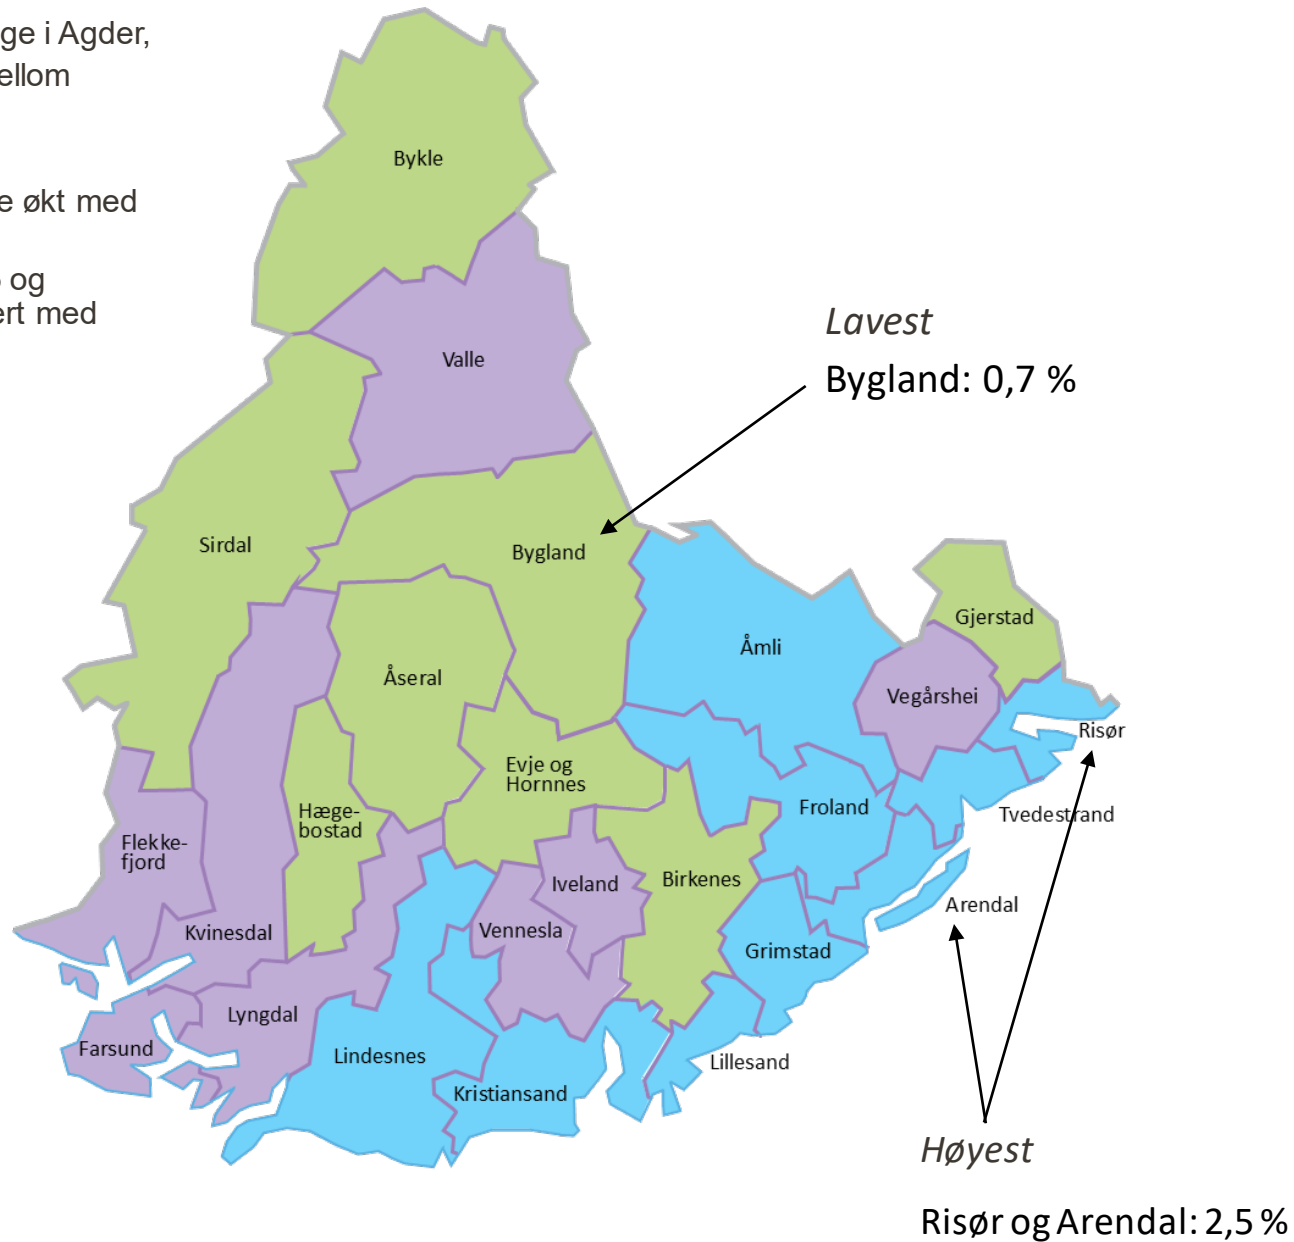 ge i Agder,
ellom
e økt med
og
ert med
Bykle
Valle
Lavest
Bygland: 0,7 %
Sirdal
Bygland
Åmli
Gjerstad
Åseral
Vegårshei
Risør
Evje og
Hornnes
Hæge-
bostad
Froland
Tvedestrand
Flekke-
fjord
Iveland
Birkenes
Arendal
Kvinesdal
Vennesla
Grimstad
Lyngdal
Farsund
Lindesnes
Lillesand
Kristiansand
Høyest
Risør og Arendal: 2,5 %